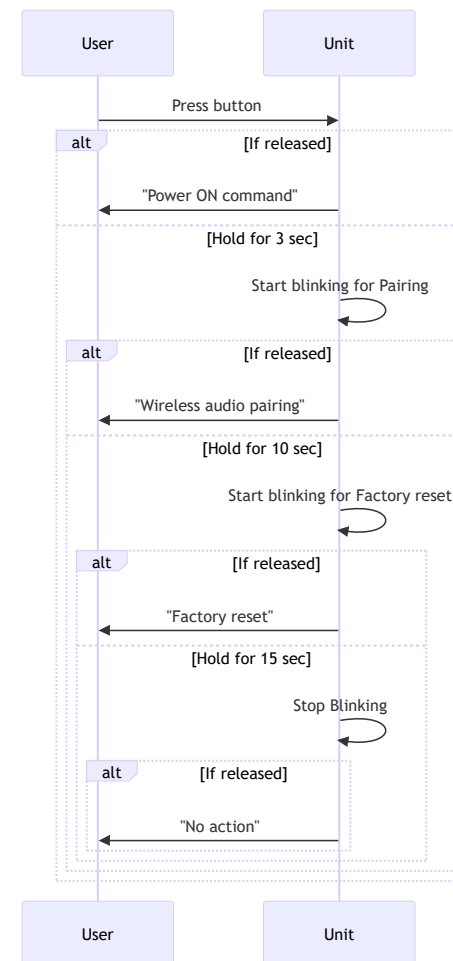 User
Unit
Press button
alt
[If released]
"Power ON command"
[Hold for 3 sec]
Start blinking for Pairing
alt
[If released]
"Wireless audio pairing"
[Hold for 10 sec]
Start blinking for Factory reset
alt
[If released]
"Factory reset"
[Hold for 15 sec]
Stop Blinking
alt
[If released]
"No action"
User
Unit